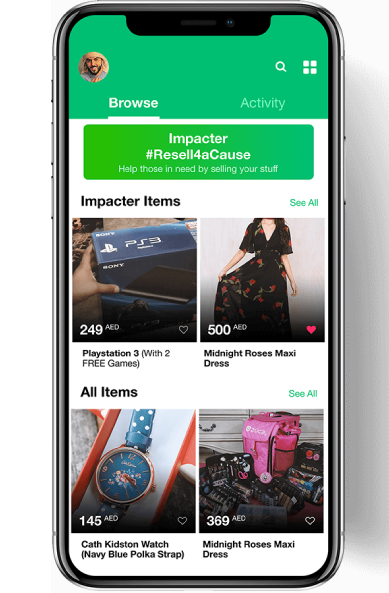 Browse
Activity
Impacter
#Resell4aCause
Help those in need by selling your stuff
Impacter Items
See All
SONY
PS3
SONY
249 AED
500 AED
Playstation 3 (With 2
FREE Games)
Midnight Roses Maxi
Dress
All Items
See All
ZÜCA
145 AED
369 AED
Cath Kidston Watch
(Navy Blue Polka Strap)
Midnight Roses Maxi
Dress